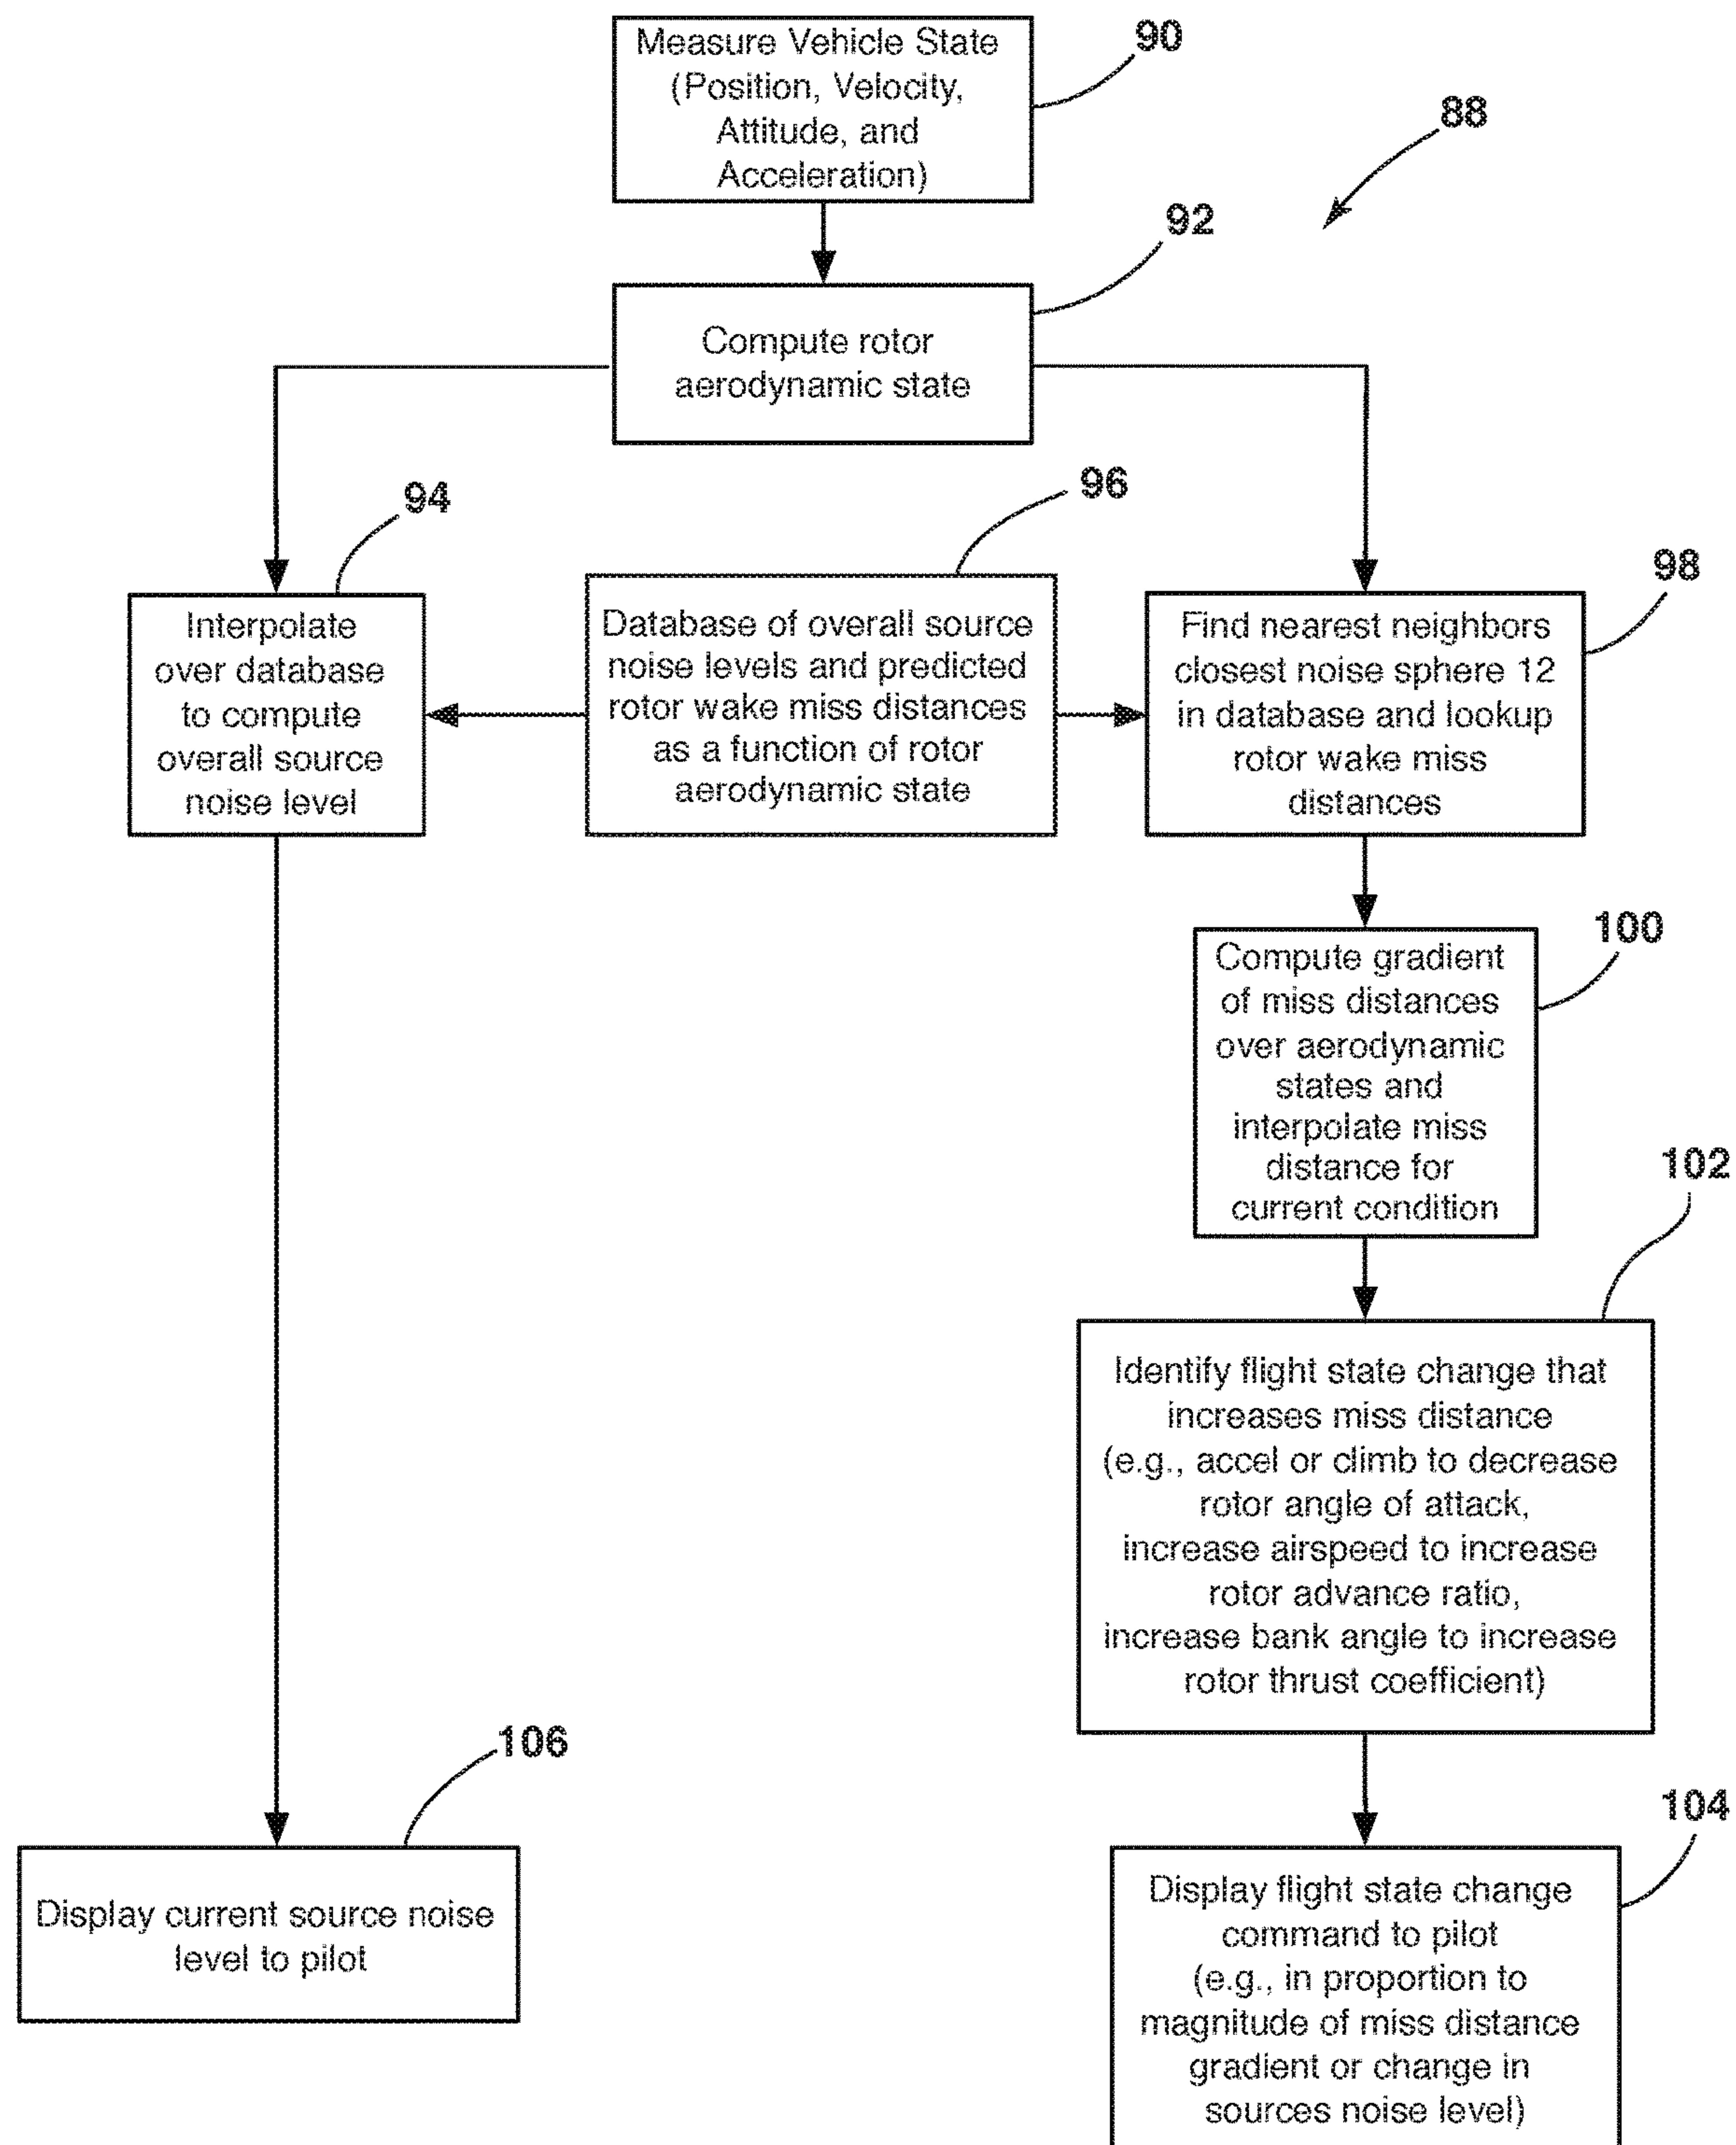 Measure Vehicle State
(Position, Velocity,
Attitude, and
Acceleration)
90
88
92
Compute rotor
aerodynamic state
94
96
98
Interpolate
over database
to compute
overall source
noise level
Database of overall source
noise levels and predicted
rotor wake miss distances
as a function of rotor
aerodynamic state
Find nearest neighbors
closest noise sphere 12
in database and lookup
rotor wake miss
distances
100
Compute gradient
of miss distances
over aerodynamic
states and
interpolate miss
distance for
current condition
102
Identify flight state change that
increases miss distance
(e.g., accel or climb to decrease
rotor angle of attack,
increase airspeed to increase
rotor advance ratio,
increase bank angle to increase
rotor thrust coefficient)
106
Display current source noise
level to pilot
104
Display flight state change
command to pilot
(e.g., in proportion to
magnitude of miss distance
gradient or change in
sources noise level)